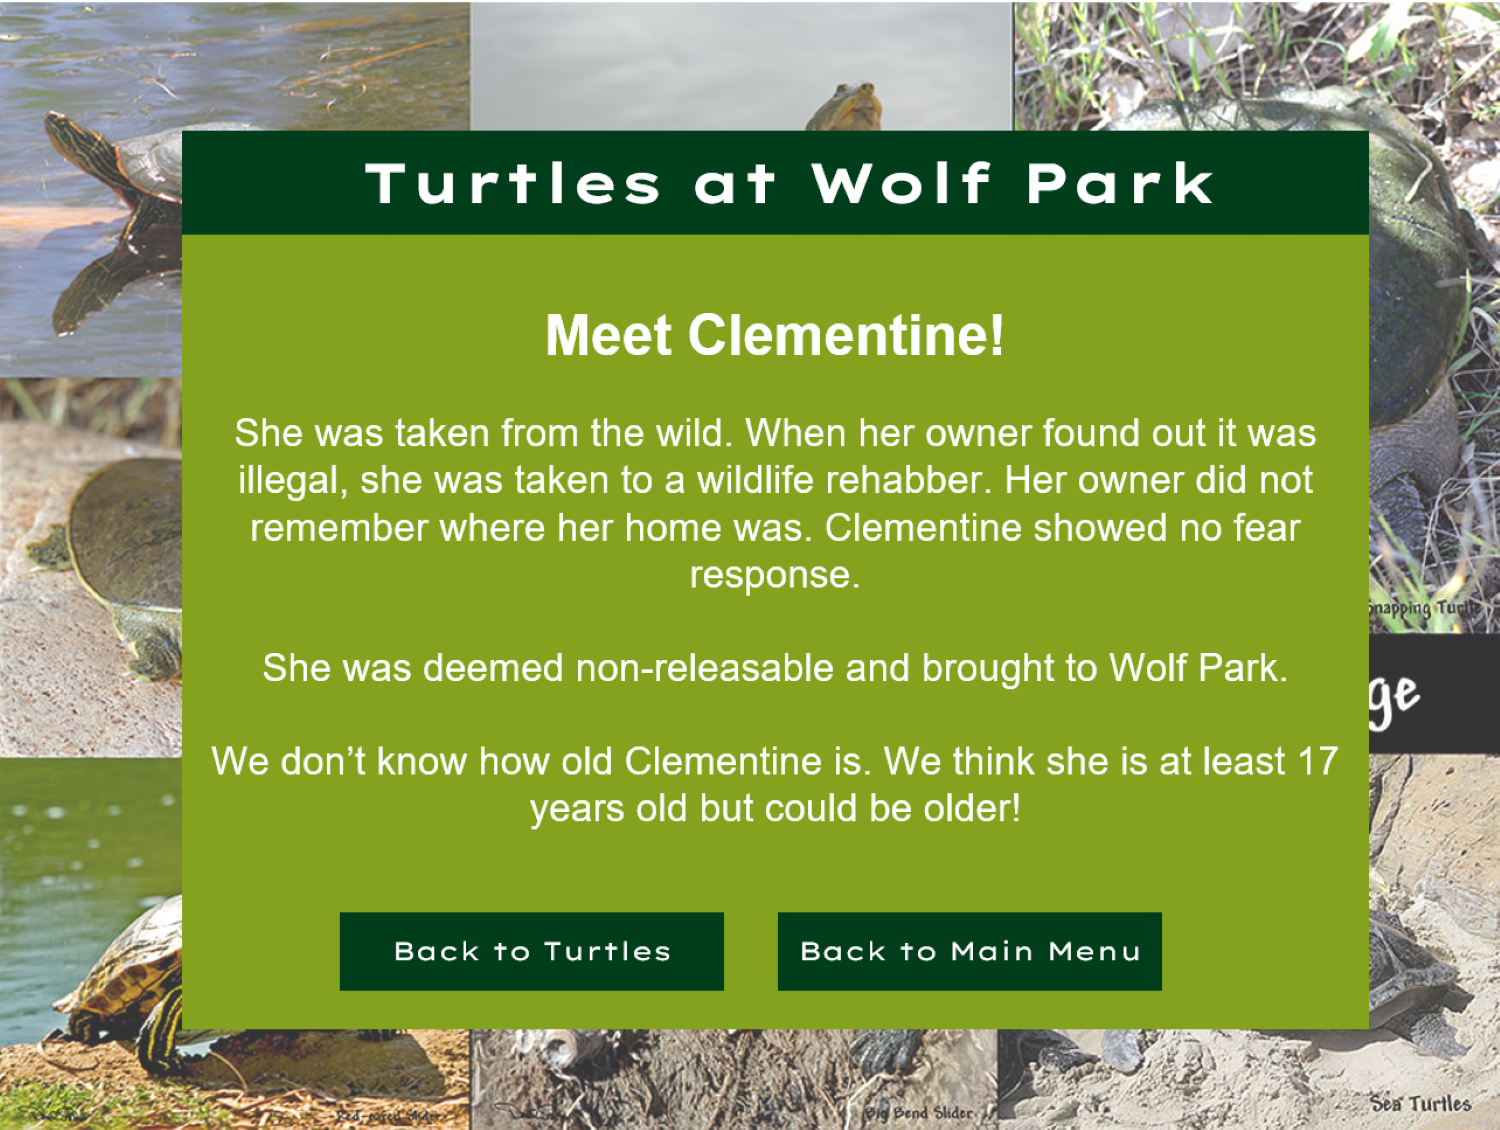 Turtles at Wolf Park
Meet Clementine!
She was taken from the wild. When her owner found out it was
illegal, she was taken to a wildlife rehabber. Her owner did not
remember where her home was. Clementine showed no fear
response.
She was deemed non-releasable and brought to Wolf Park.
We don’t know how old Clementine is. We think she is at least 17
years old but could be older!
Back to Turtles
Back to Main Menu
Snapping Turtle
ge
Red-eared Slider
Big Bend Slider
Sea Turtles